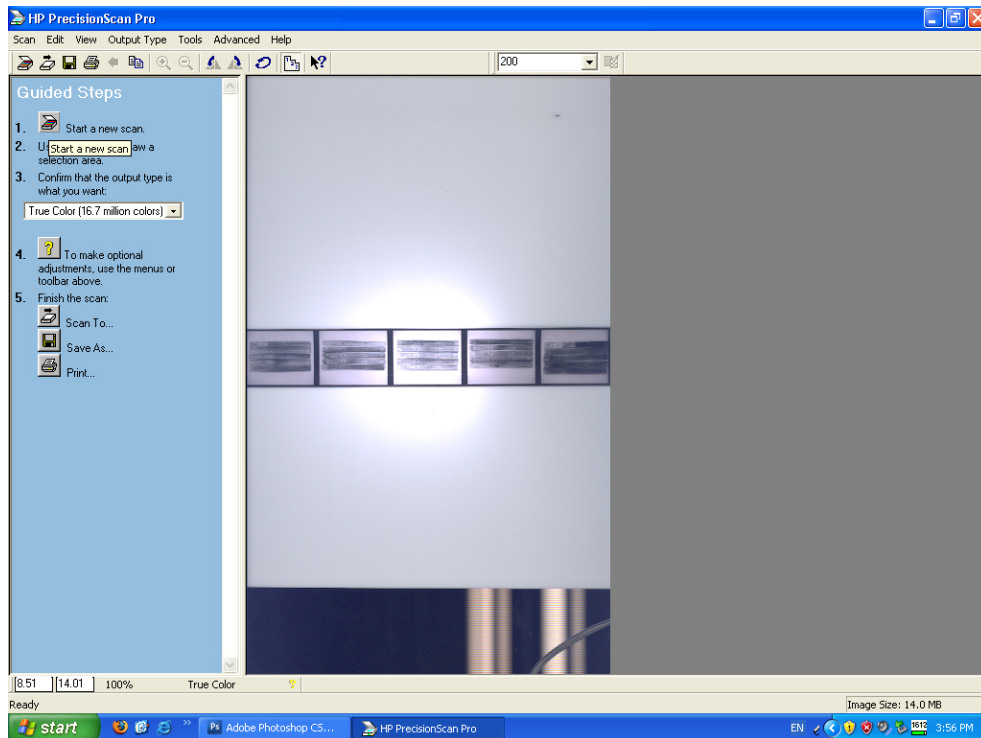 HP PrecisionScan Pro
Scan Edit View Output Type Tools Advanced Help
200
Guided Steps
1. Start a new scan.
2. U Start a new scan aw a
selection area.
3. Confirm that the output type is
what you want:
True Color (16.7 million colors)
4. To make optional
adjustments, use the menus or
toolbar above.
5. Finish the scan:
Scan To...
Save As...
Print...
8.51 14.01 100% True Color
Ready Image Size: 14.0 MB
start Adobe Photoshop CS... HP PrecisionScan Pro EN 1612 3:56 PM